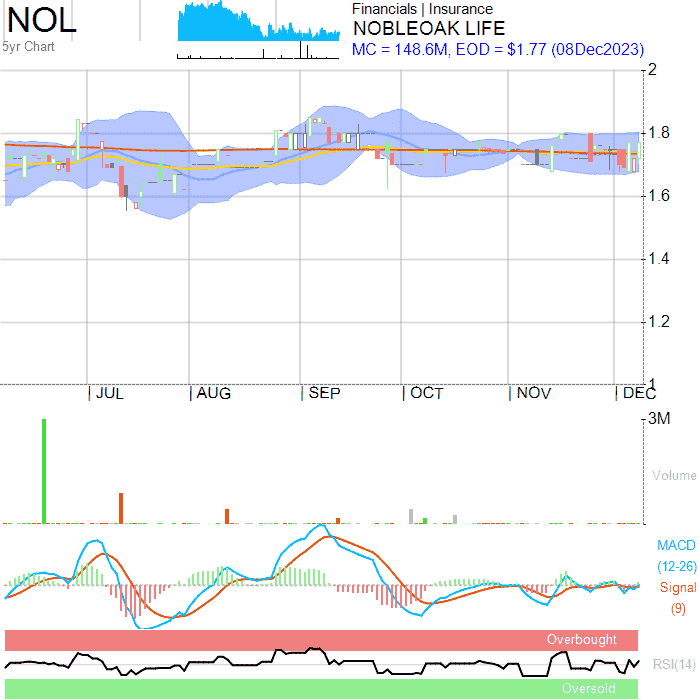 NOL
5yr Chart
Financials | Insurance
NOBLEOAK LIFE
MC = 148.6M, EOD = $1.77 (08Dec2023)
2
1.8
1.6
1.4
1.2
1
JUL AUG SEP OCT NOV DEC
3M
Volume
MACD
(12-26)
Signal
(9)
Overbought
RSI(14)
Oversold